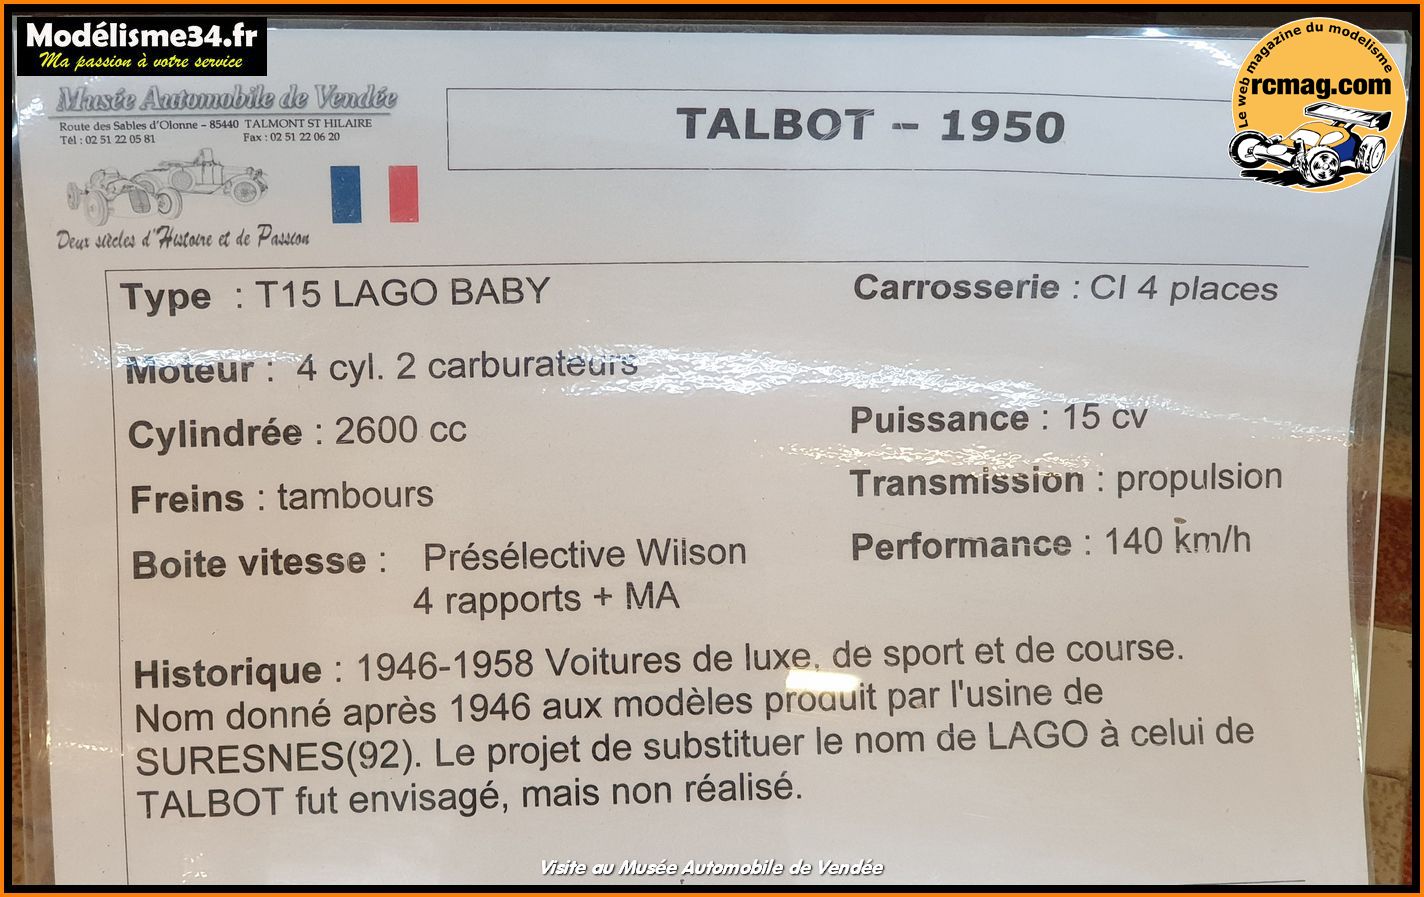 Modélisme34.fr
Ma passion à votre service
Le web magazine du modelisme
rcmag.com
Musée Automobile de Vendée
Route des Sables d'Olonne – 85440 TALMONT ST HILAIRE
Tél : 02 51 22 05 81 Fax : 02 51 22 06 20
Deux siècles d'Histoire et de Passion
TALBOT – 1950
Type : T15 LAGO BABY Carrosserie : CI 4 places
Moteur : 4 cyl. 2 carburateurs
Cylindrée : 2600 cc Puissance : 15 cv
Freins : tambours Transmission : propulsion
Boite vitesse : Présélective Wilson Performance : 140 km/h
4 rapports + MA
Historique : 1946-1958 Voitures de luxe, de sport et de course.
Nom donné après 1946 aux modèles produit par l'usine de
SURESNES(92). Le projet de substituer le nom de LAGO à celui de
TALBOT fut envisagé, mais non réalisé.
Visite au Musée Automobile de Vendée